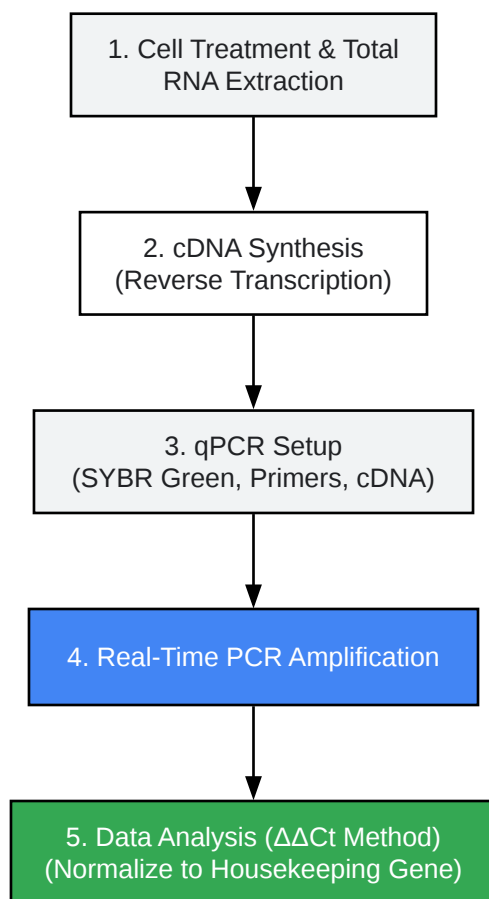 1. Cell Treatment & Total
RNA Extraction
2. cDNA Synthesis
(Reverse Transcription)
3. qPCR Setup
(SYBR Green, Primers, cDNA)
4. Real-Time PCR Amplification
5. Data Analysis (ΔΔCt Method)
(Normalize to Housekeeping Gene)